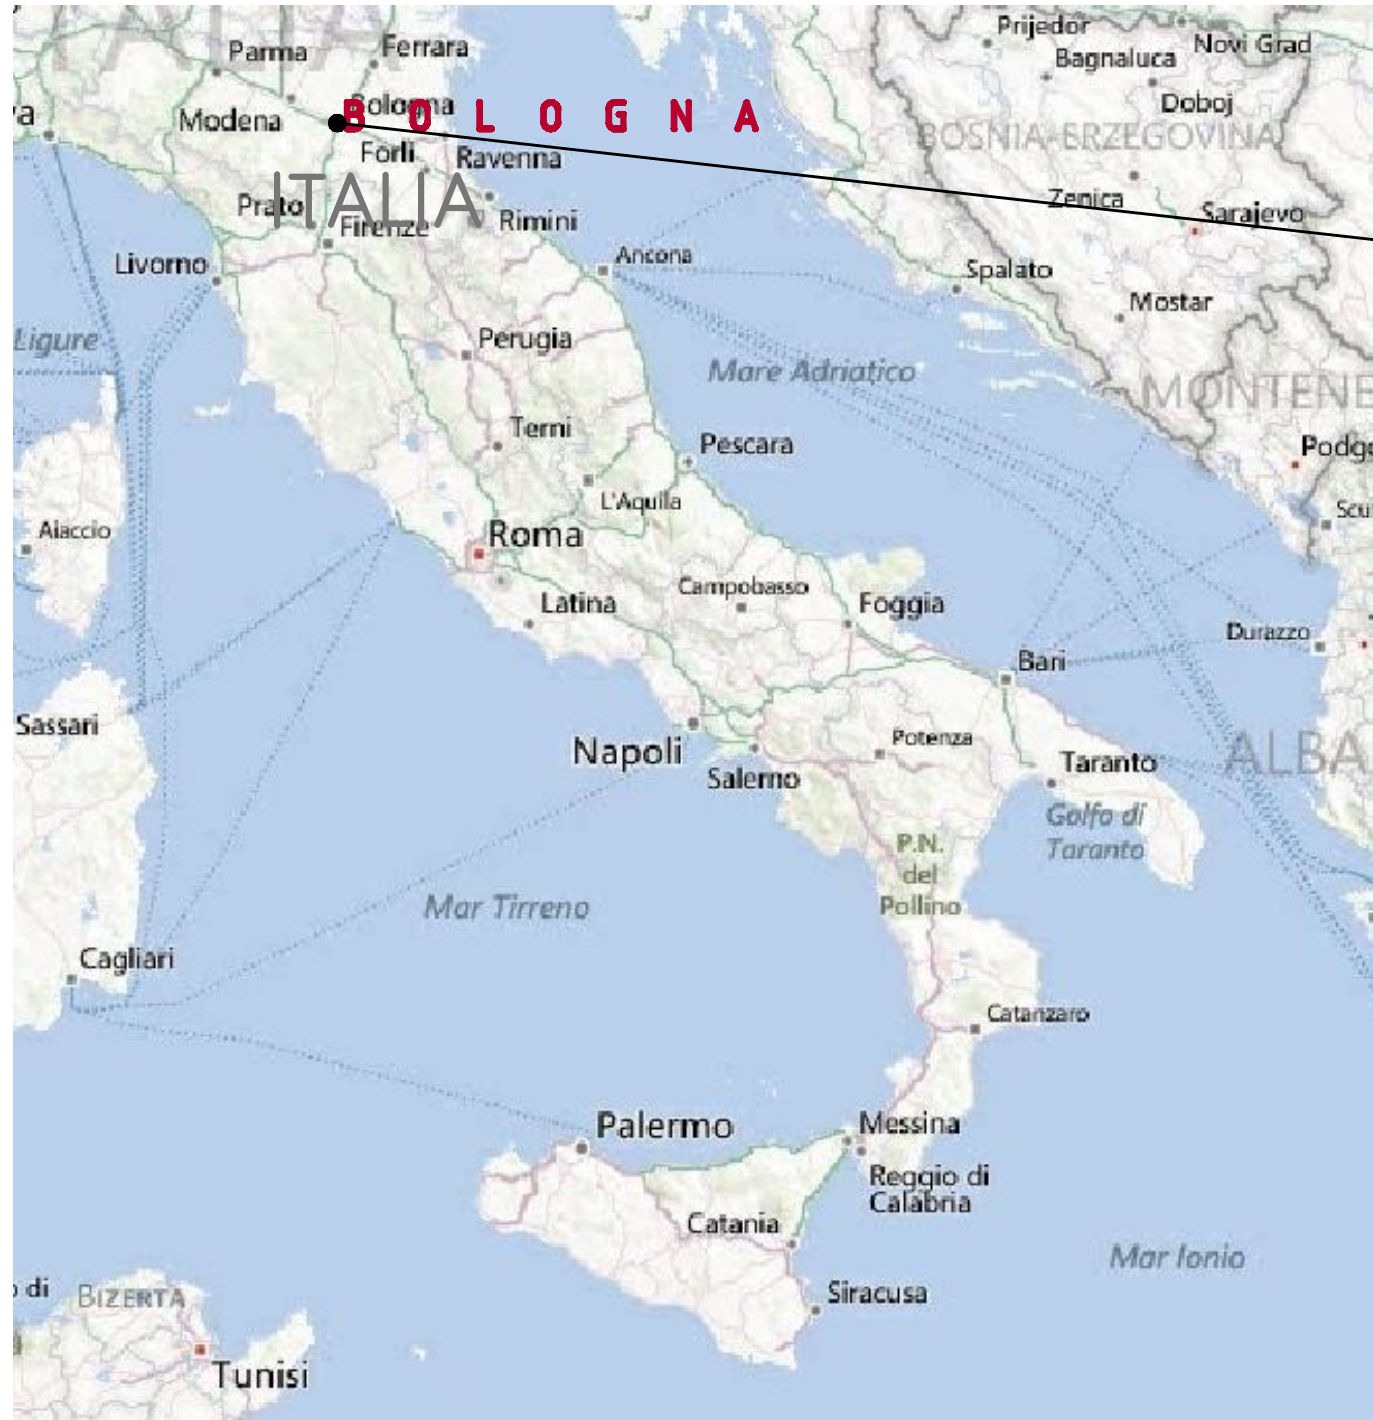 Prijedor
Novi Grad
Parma
Ferrara
Bagnaluca
Doboj
Bologna
B O L O G N A
Modena
BOSNIA-ERZEGOVINA
Forlì
Ravenna
Zenica
Prato
ITALIA
Rimini
Sarajevo
Firenze
Livorno
Ancona
Spalato
Mostar
Ligure
Perugia
Mare Adriatico
MONTENE
Terni
Pescara
Podgo
L'Aquila
Scu
Aiaccio
Roma
Campobasso
Latina
Foggia
Durazzo
Bari
Sassari
Napoli
Potenza
ALBA
Salerno
Taranto
Golfo di
Taranto
P.N.
del
Pollino
Mar Tirreno
Cagliari
Catanzaro
Palermo
Messina
Reggio di
Calabria
Catania
Mar Ionio
di
BIZERTA
Siracusa
Tunisi